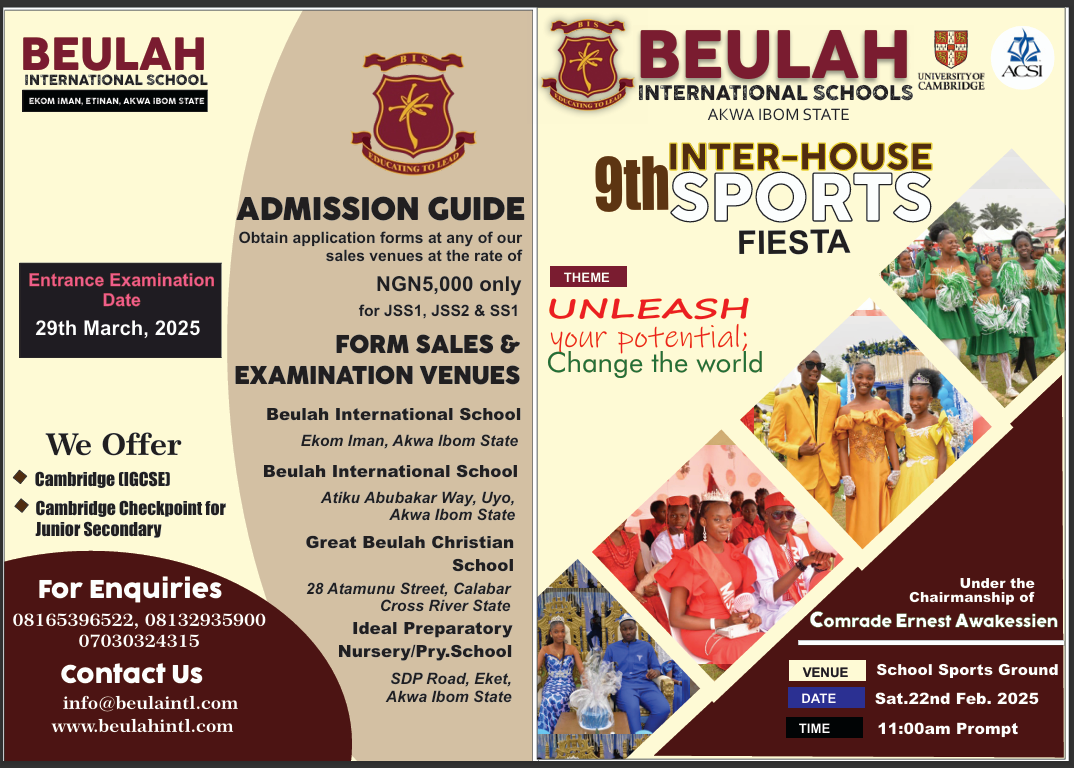 BEULAH
INTERNATIONAL SCHOOL
EKOM IMAN, ETINAN, AKWA IBOM STATE
BIS
EDUCATING TO LEAD
ADMISSION GUIDE
Obtain application forms at any of our
sales venues at the rate of
NGN5,000 only
for JSS1, JSS2 & SS1
Entrance Examination
Date
29th March, 2025
FORM SALES &
EXAMINATION VENUES
Beulah International School
Ekom Iman, Akwa Ibom State
Beulah International School
Atiku Abubakar Way, Uyo,
Akwa Ibom State
Great Beulah Christian
School
28 Atamunu Street, Calabar
Cross River State
Ideal Preparatory
Nursery/Pry.School
SDP Road, Eket,
Akwa Ibom State
We Offer
Cambridge (IGCSE)
Cambridge Checkpoint for
Junior Secondary
For Enquiries
08165396522, 08132935900
07030324315
Contact Us
info@beulaintl.com
www.beulahintl.com
BIS
EDUCATING TO LEAD
BEULAH
INTERNATIONAL SCHOOLS
AKWA IBOM STATE
UNIVERSITY OF
CAMBRIDGE
ACSI
9th INTER-HOUSE
SPORTS
FIESTA
THEME
UNLEASH
your potential;
Change the world
Under the
Chairmanship of
Comrade Ernest Awakessien
VENUE School Sports Ground
DATE Sat.22nd Feb. 2025
TIME 11:00am Prompt